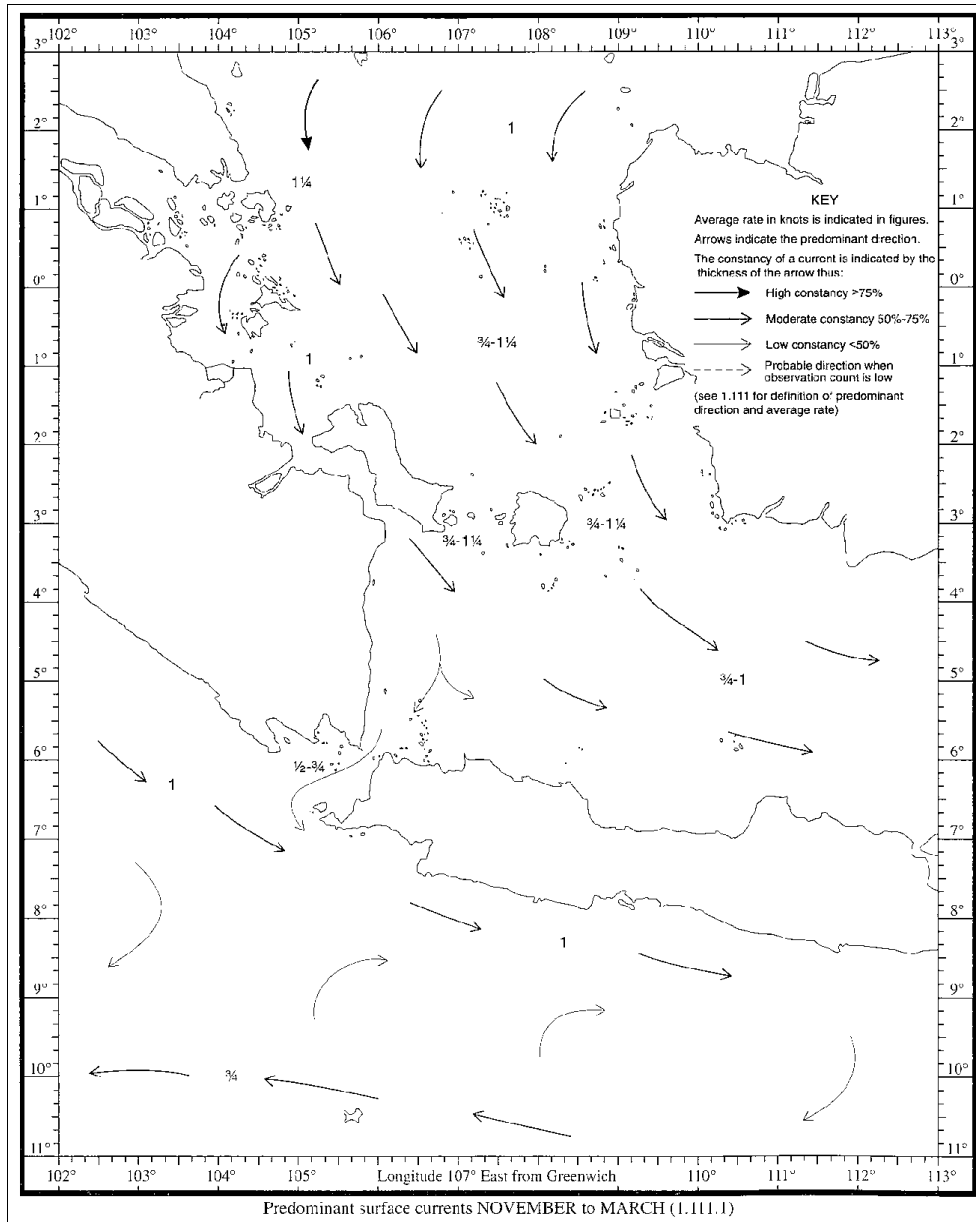 102° 103° 104° 105° 106° 107° 108° 109° 110° 111° 112° 113°
3° 3°
2° 2°
1
1¼
1° 1°
KEY
Average rate in knots is indicated in figures.
Arrows indicate the predominant direction.
The constancy of a current is indicated by the
thickness of the arrow thus:
0° 0°
High constancy >75%
Moderate constancy 50%-75%
¾-1¼
Low constancy <50%
1
1° 1°
Probable direction when
observation count is low
(see 1.111 for definition of predominant
direction and average rate)
2° 2°
3° 3°
¾-1¼ ¾-1¼
4° 4°
5° 5°
¾-1
6° 6°
½-¾
1
7° 7°
8° 8°
1
9° 9°
10° ¾ 10°
11° 11°
102° 103° 104° 105° Longitude 107° East from Greenwich 110° 111° 112° 113°
Predominant surface currents NOVEMBER to MARCH (1.111.1)